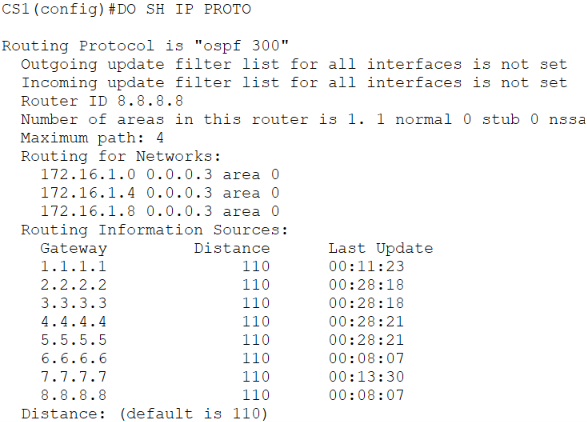 CS1(config)#DO SH IP PROTO
Routing Protocol is "ospf 300"
Outgoing update filter list for all interfaces is not set
Incoming update filter list for all interfaces is not set
Router ID 8.8.8.8
Number of areas in this router is 1. 1 normal 0 stub 0 nssa
Maximum path: 4
Routing for Networks:
172.16.1.0 0.0.0.3 area 0
172.16.1.4 0.0.0.3 area 0
172.16.1.8 0.0.0.3 area 0
Routing Information Sources:
Gateway Distance Last Update
1.1.1.1 110 00:11:23
2.2.2.2 110 00:28:18
3.3.3.3 110 00:28:18
4.4.4.4 110 00:28:21
5.5.5.5 110 00:28:21
6.6.6.6 110 00:08:07
7.7.7.7 110 00:13:30
8.8.8.8 110 00:08:07
Distance: (default is 110)